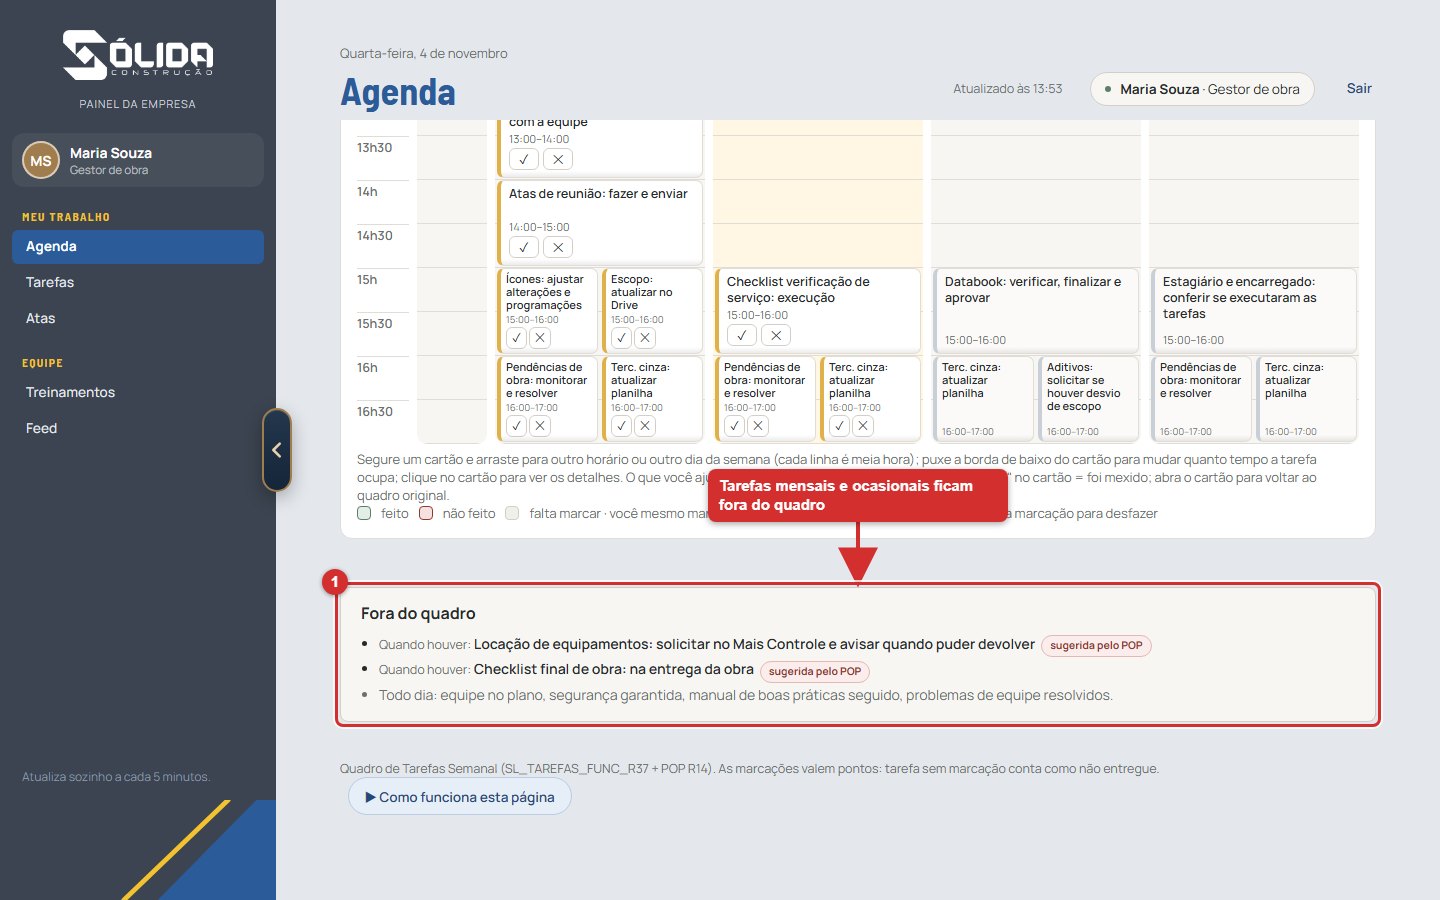 SÓLIDA
CONSTRUÇÃO
PAINEL DA EMPRESA
MS
Maria Souza
Gestor de obra
MEU TRABALHO
Agenda
Tarefas
Atas
EQUIPE
Treinamentos
Feed
Atualiza sozinho a cada 5 minutos.
Quarta-feira, 4 de novembro
Agenda
Atualizado às 13:53
Maria Souza · Gestor de obra
Sair
13h30
14h
14h30
15h
15h30
16h
16h30
com a equipe
13:00–14:00
✓ ✕
Atas de reunião: fazer e enviar
14:00–15:00
✓ ✕
Ícones: ajustar
alterações e
programações
15:00–16:00
✓ ✕
Escopo:
atualizar no
Drive
15:00–16:00
✓ ✕
Checklist verificação de
serviço: execução
15:00–16:00
✓ ✕
Databook: verificar, finalizar e
aprovar
15:00–16:00
Estagiário e encarregado:
conferir se executaram as
tarefas
15:00–16:00
Pendências de
obra: monitorar
e resolver
16:00–17:00
✓ ✕
Terc. cinza:
atualizar
planilha
16:00–17:00
✓ ✕
Pendências de
obra: monitorar
e resolver
16:00–17:00
✓ ✕
Terc. cinza:
atualizar
planilha
16:00–17:00
✓ ✕
Terc. cinza:
atualizar
planilha
16:00–17:00
Aditivos:
solicitar se
houver desvio
de escopo
16:00–17:00
Pendências de
obra: monitorar
e resolver
16:00–17:00
Terc. cinza:
atualizar
planilha
16:00–17:00
Segure um cartão e arraste para outro horário ou outro dia da semana (cada linha é meia hora); puxe a borda de baixo do cartão para mudar quanto tempo a tarefa
ocupa; clique no cartão para ver os detalhes. O que você no cartão = foi mexido; abra o cartão para voltar ao
quadro original.
feito não feito falta marcar · você mesmo a marcação para desfazer
Tarefas mensais e ocasionais ficam
fora do quadro
1
Fora do quadro
• Quando houver: Locação de equipamentos: solicitar no Mais Controle e avisar quando puder devolver sugerida pelo POP
• Quando houver: Checklist final de obra: na entrega da obra sugerida pelo POP
• Todo dia: equipe no plano, segurança garantida, manual de boas práticas seguido, problemas de equipe resolvidos.
Quadro de Tarefas Semanal (SL_TAREFAS_FUNC_R37 + POP R14). As marcações valem pontos: tarefa sem marcação conta como não entregue.
▶ Como funciona esta página